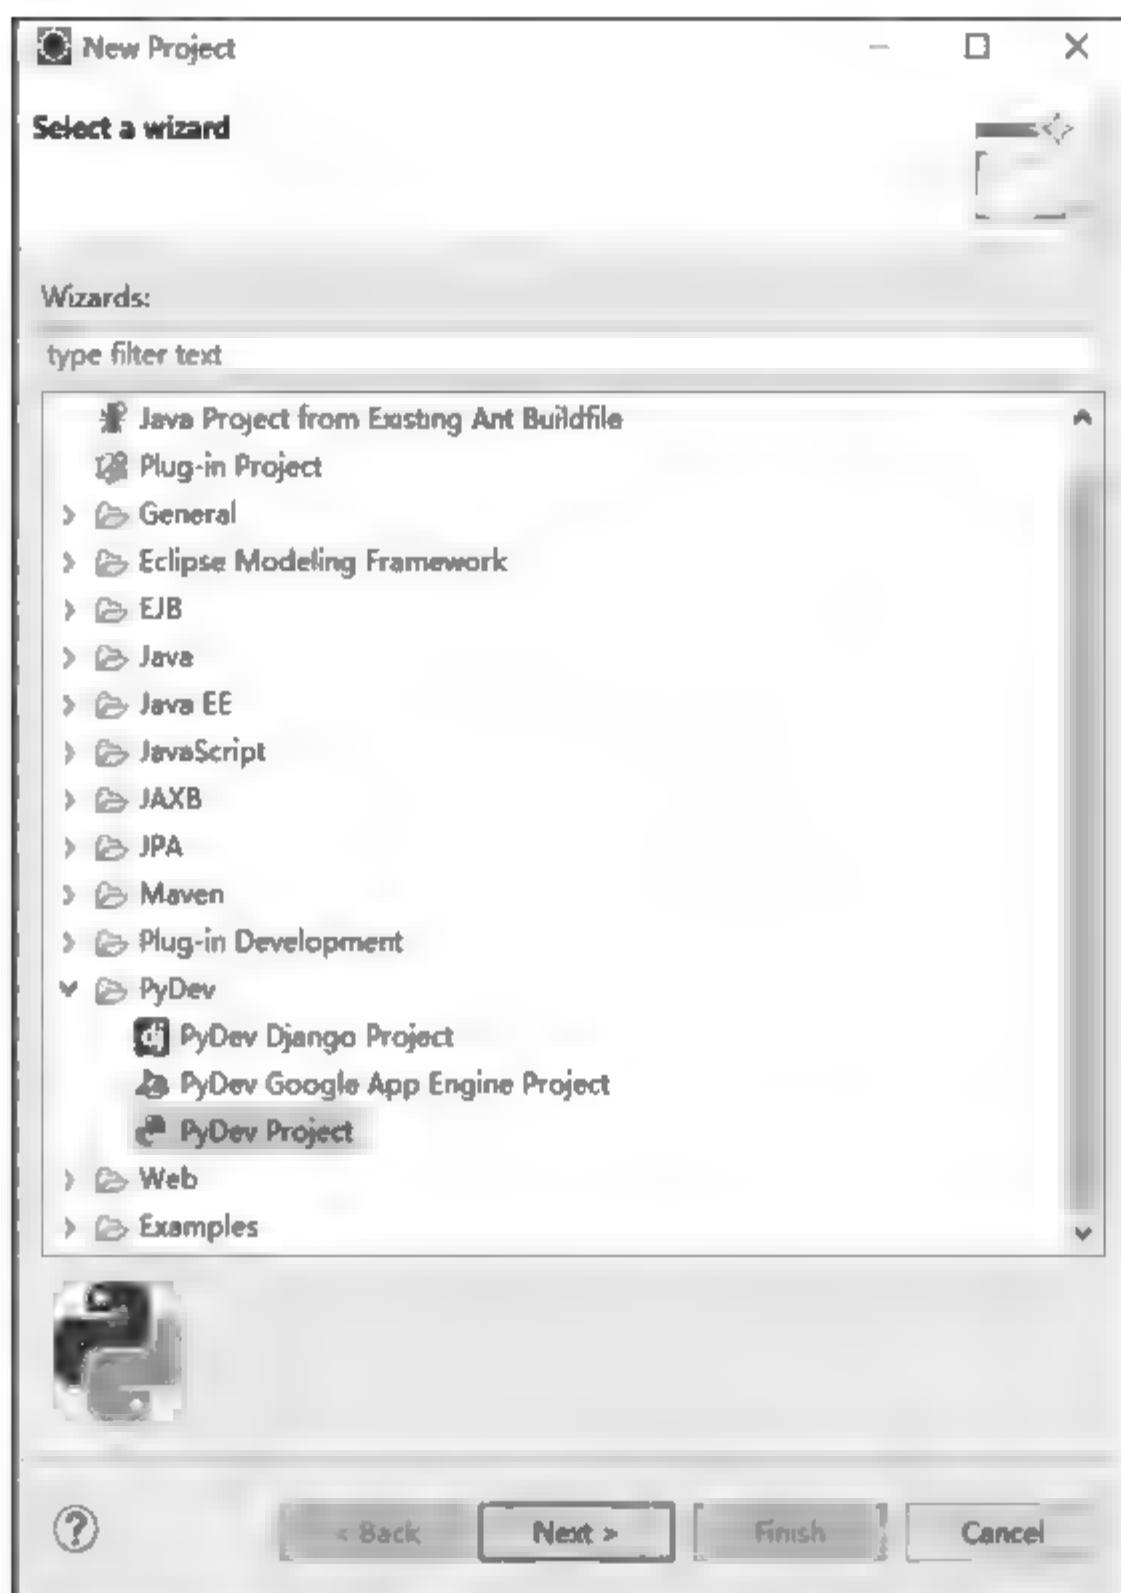 New Project
Select a wizard
Wizards:
type filter text
Java Project from Existing Ant Buildfile
Plug-in Project
General
Eclipse Modeling Framework
EJB
Java
Java EE
JavaScript
JAXB
JPA
Maven
Plug-in Development
PyDev
dj PyDev Django Project
PyDev Google App Engine Project
PyDev Project
Web
Examples
? < Back Next > Finish Cancel